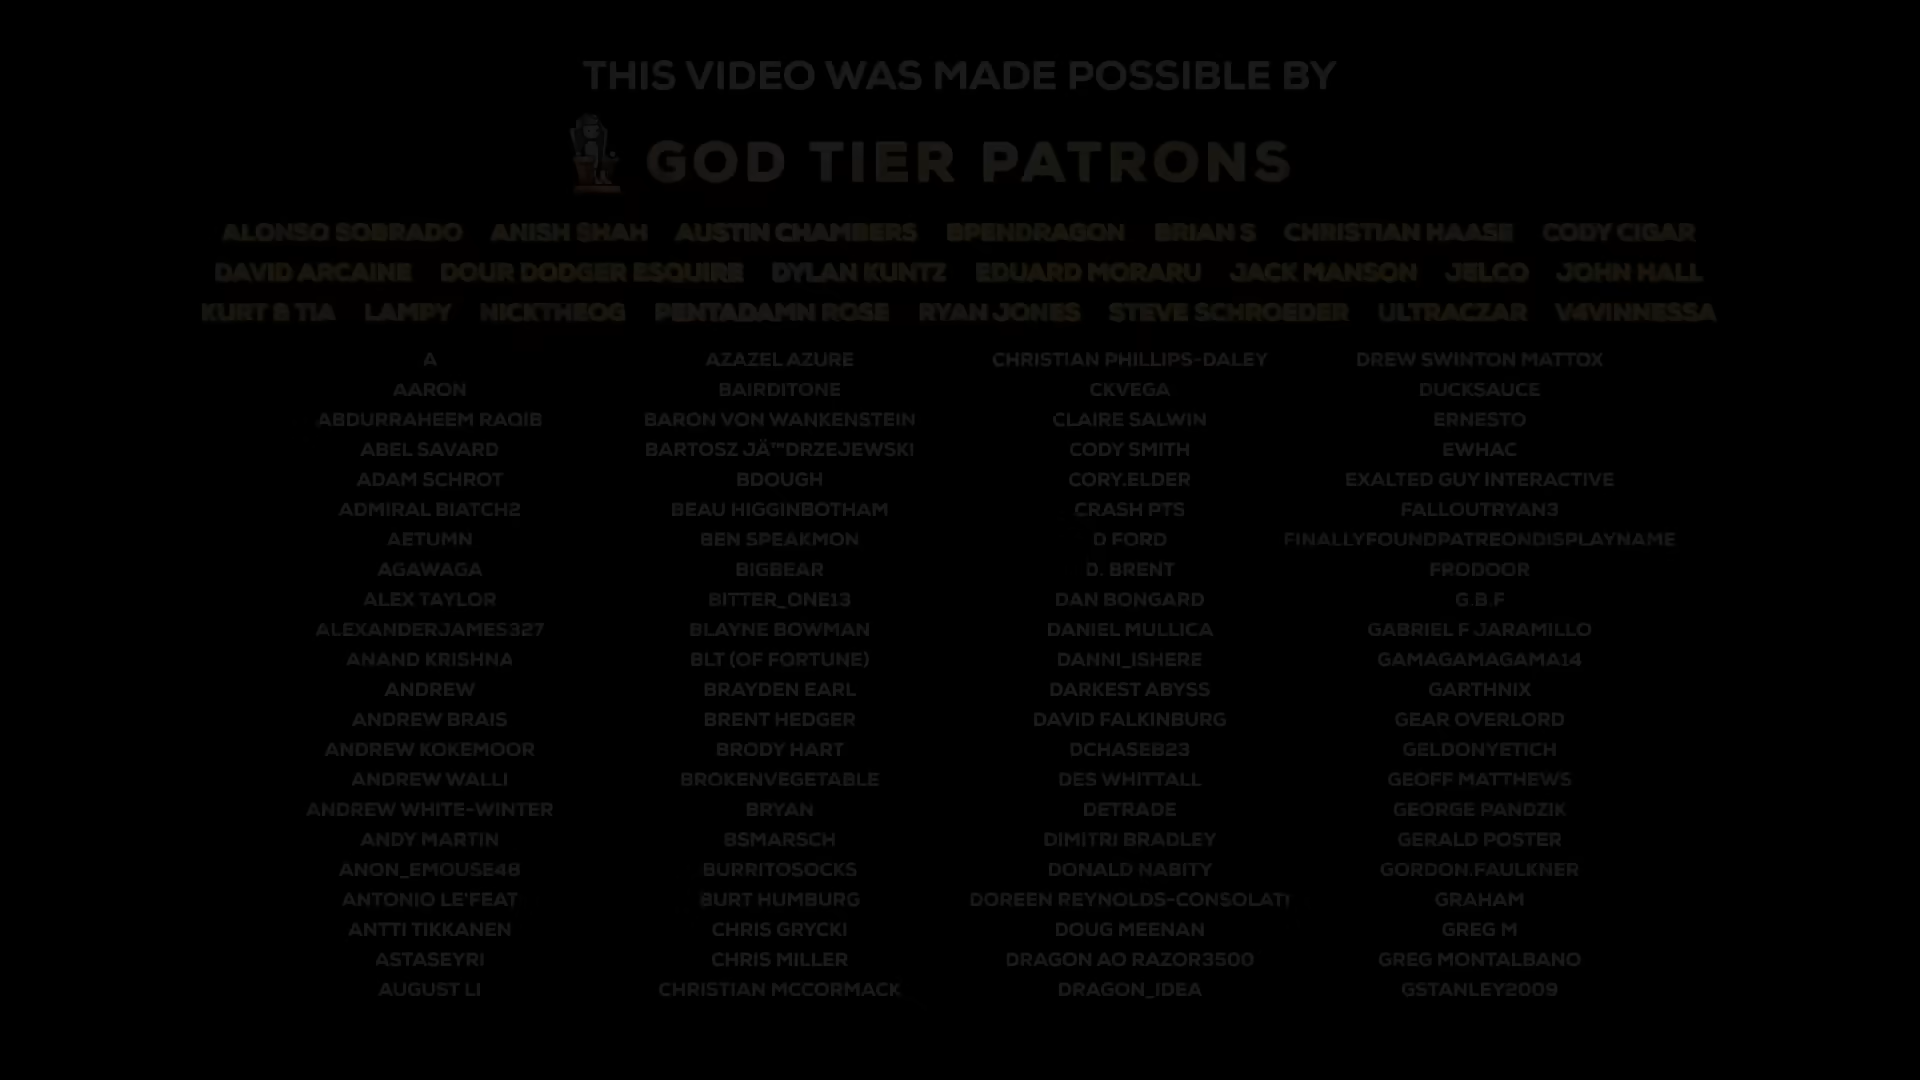 THIS VIDEO WAS MADE POSSIBLE BY
GOD TIER PATRONS
ALONSO SOBRADO ANISH SHAH AUSTIN CHAMBERS BPENDRAGON BRIAN S CHRISTIAN HAASE CODY CIGAR
DAVID ARCAINE DOUR DODGER ESQUIRE DYLAN KUNTZ EDUARD MORARU JACK MANSON JELCO JOHN HALL
KURT & TIA LAMPY NICKTHEOG PENTADAMN ROSE RYAN JONES STEVE SCHROEDER ULTRACZAR V4VINNESSA
A AZAZEL AZURE CHRISTIAN PHILLIPS-DALEY DREW SWINTON MATTOX
AARON BAIRDITONE CKVEGA DUCKSAUCE
ABDURRAHEEM RAQIB BARON VON WANKENSTEIN CLAIRE SALWIN ERNESTO
ABEL SAVARD BARTOSZ JÄ™DRZEJEWSKI CODY SMITH EWHAC
ADAM SCHROT BDOUGH CORY.ELDER EXALTED GUY INTERACTIVE
ADMIRAL BIATCH2 BEAU HIGGINBOTHAM CRASH PTS FALLOUTRYAN3
AETUMN BEN SPEAKMON D FORD FINALLYFOUNDPATREONDISPLAYNAME
AGAWAGA BIGBEAR D. BRENT FRODOOR
ALEX TAYLOR BITTER_ONE13 DAN BONGARD G.B.F
ALEXANDERJAMES327 BLAYNE BOWMAN DANIEL MULLICA GABRIEL F JARAMILLO
ANAND KRISHNA BLT (OF FORTUNE) DANNI_ISHERE GAMAGAMAGAMA14
ANDREW BRAYDEN EARL DARKEST ABYSS GARTHNIX
ANDREW BRAIS BRENT HEDGER DAVID FALKINBURG GEAR OVERLORD
ANDREW KOKEMOOR BRODY HART DCHASEB23 GELDONYETICH
ANDREW WALLI BROKENVEGETABLE DES WHITTALL GEOFF MATTHEWS
ANDREW WHITE-WINTER BRYAN DETRADE GEORGE PANDZIK
ANDY MARTIN BSMARSCH DIMITRI BRADLEY GERALD POSTER
ANON_EMOUSE48 BURRITOSOCKS DONALD NABITY GORDON.FAULKNER
ANTONIO LE'FEAT BURT HUMBURG DOREEN REYNOLDS-CONSOLATI GRAHAM
ANTTI TIKKANEN CHRIS GRYCKI DOUG MEENAN GREG M
ASTASEYRI CHRIS MILLER DRAGON AO RAZOR3500 GREG MONTALBANO
AUGUST LI CHRISTIAN MCCORMACK DRAGON_IDEA GSTANLEY2009